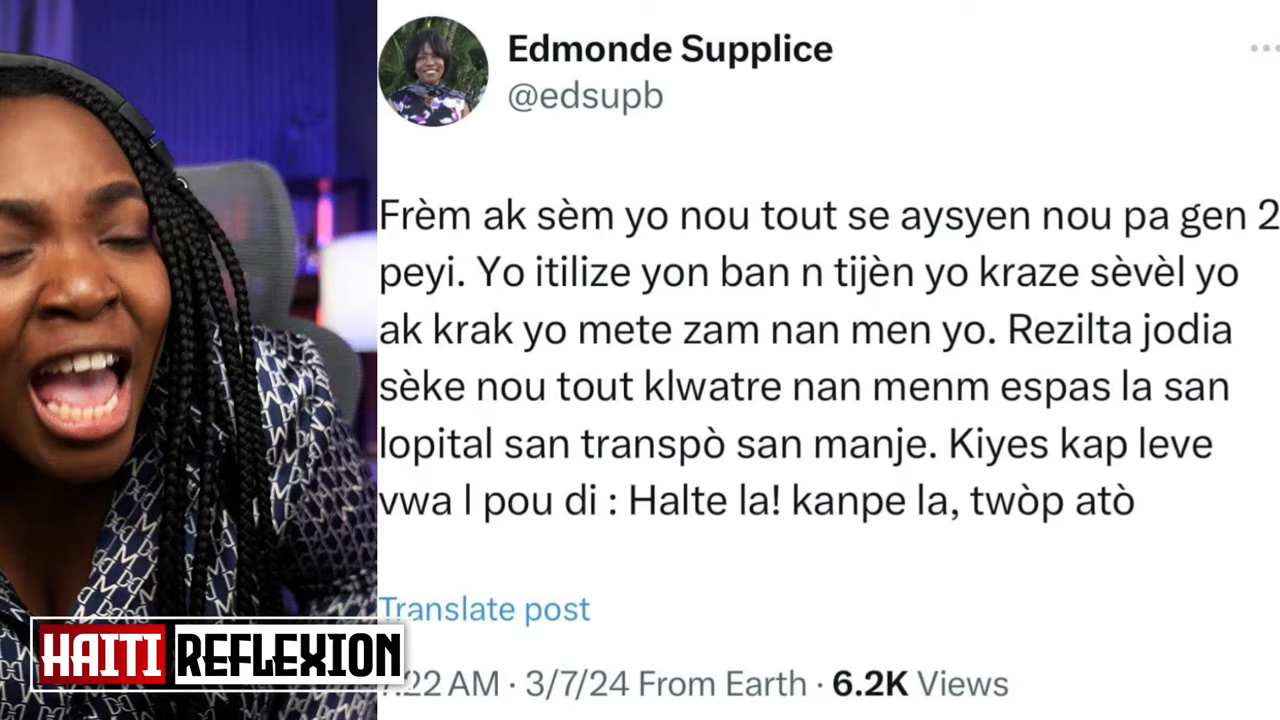 Edmonde Supplice
@edsupb
Frèm ak sèm yo nou tout se aysyen nou pa gen 2
peyi. Yo itilize yon ban n tijèn yo kraze sèvèl yo
ak krak yo mete zam nan men yo. Rezilta jodia
sèke nou tout klwatre nan menm espas la san
lopital san transpò san manje. Kiyes kap leve
vwa l pou di : Halte la! kanpe la, twòp atò
Translate post
:22 AM · 3/7/24 From Earth · 6.2K Views
HAITI REFLEXION